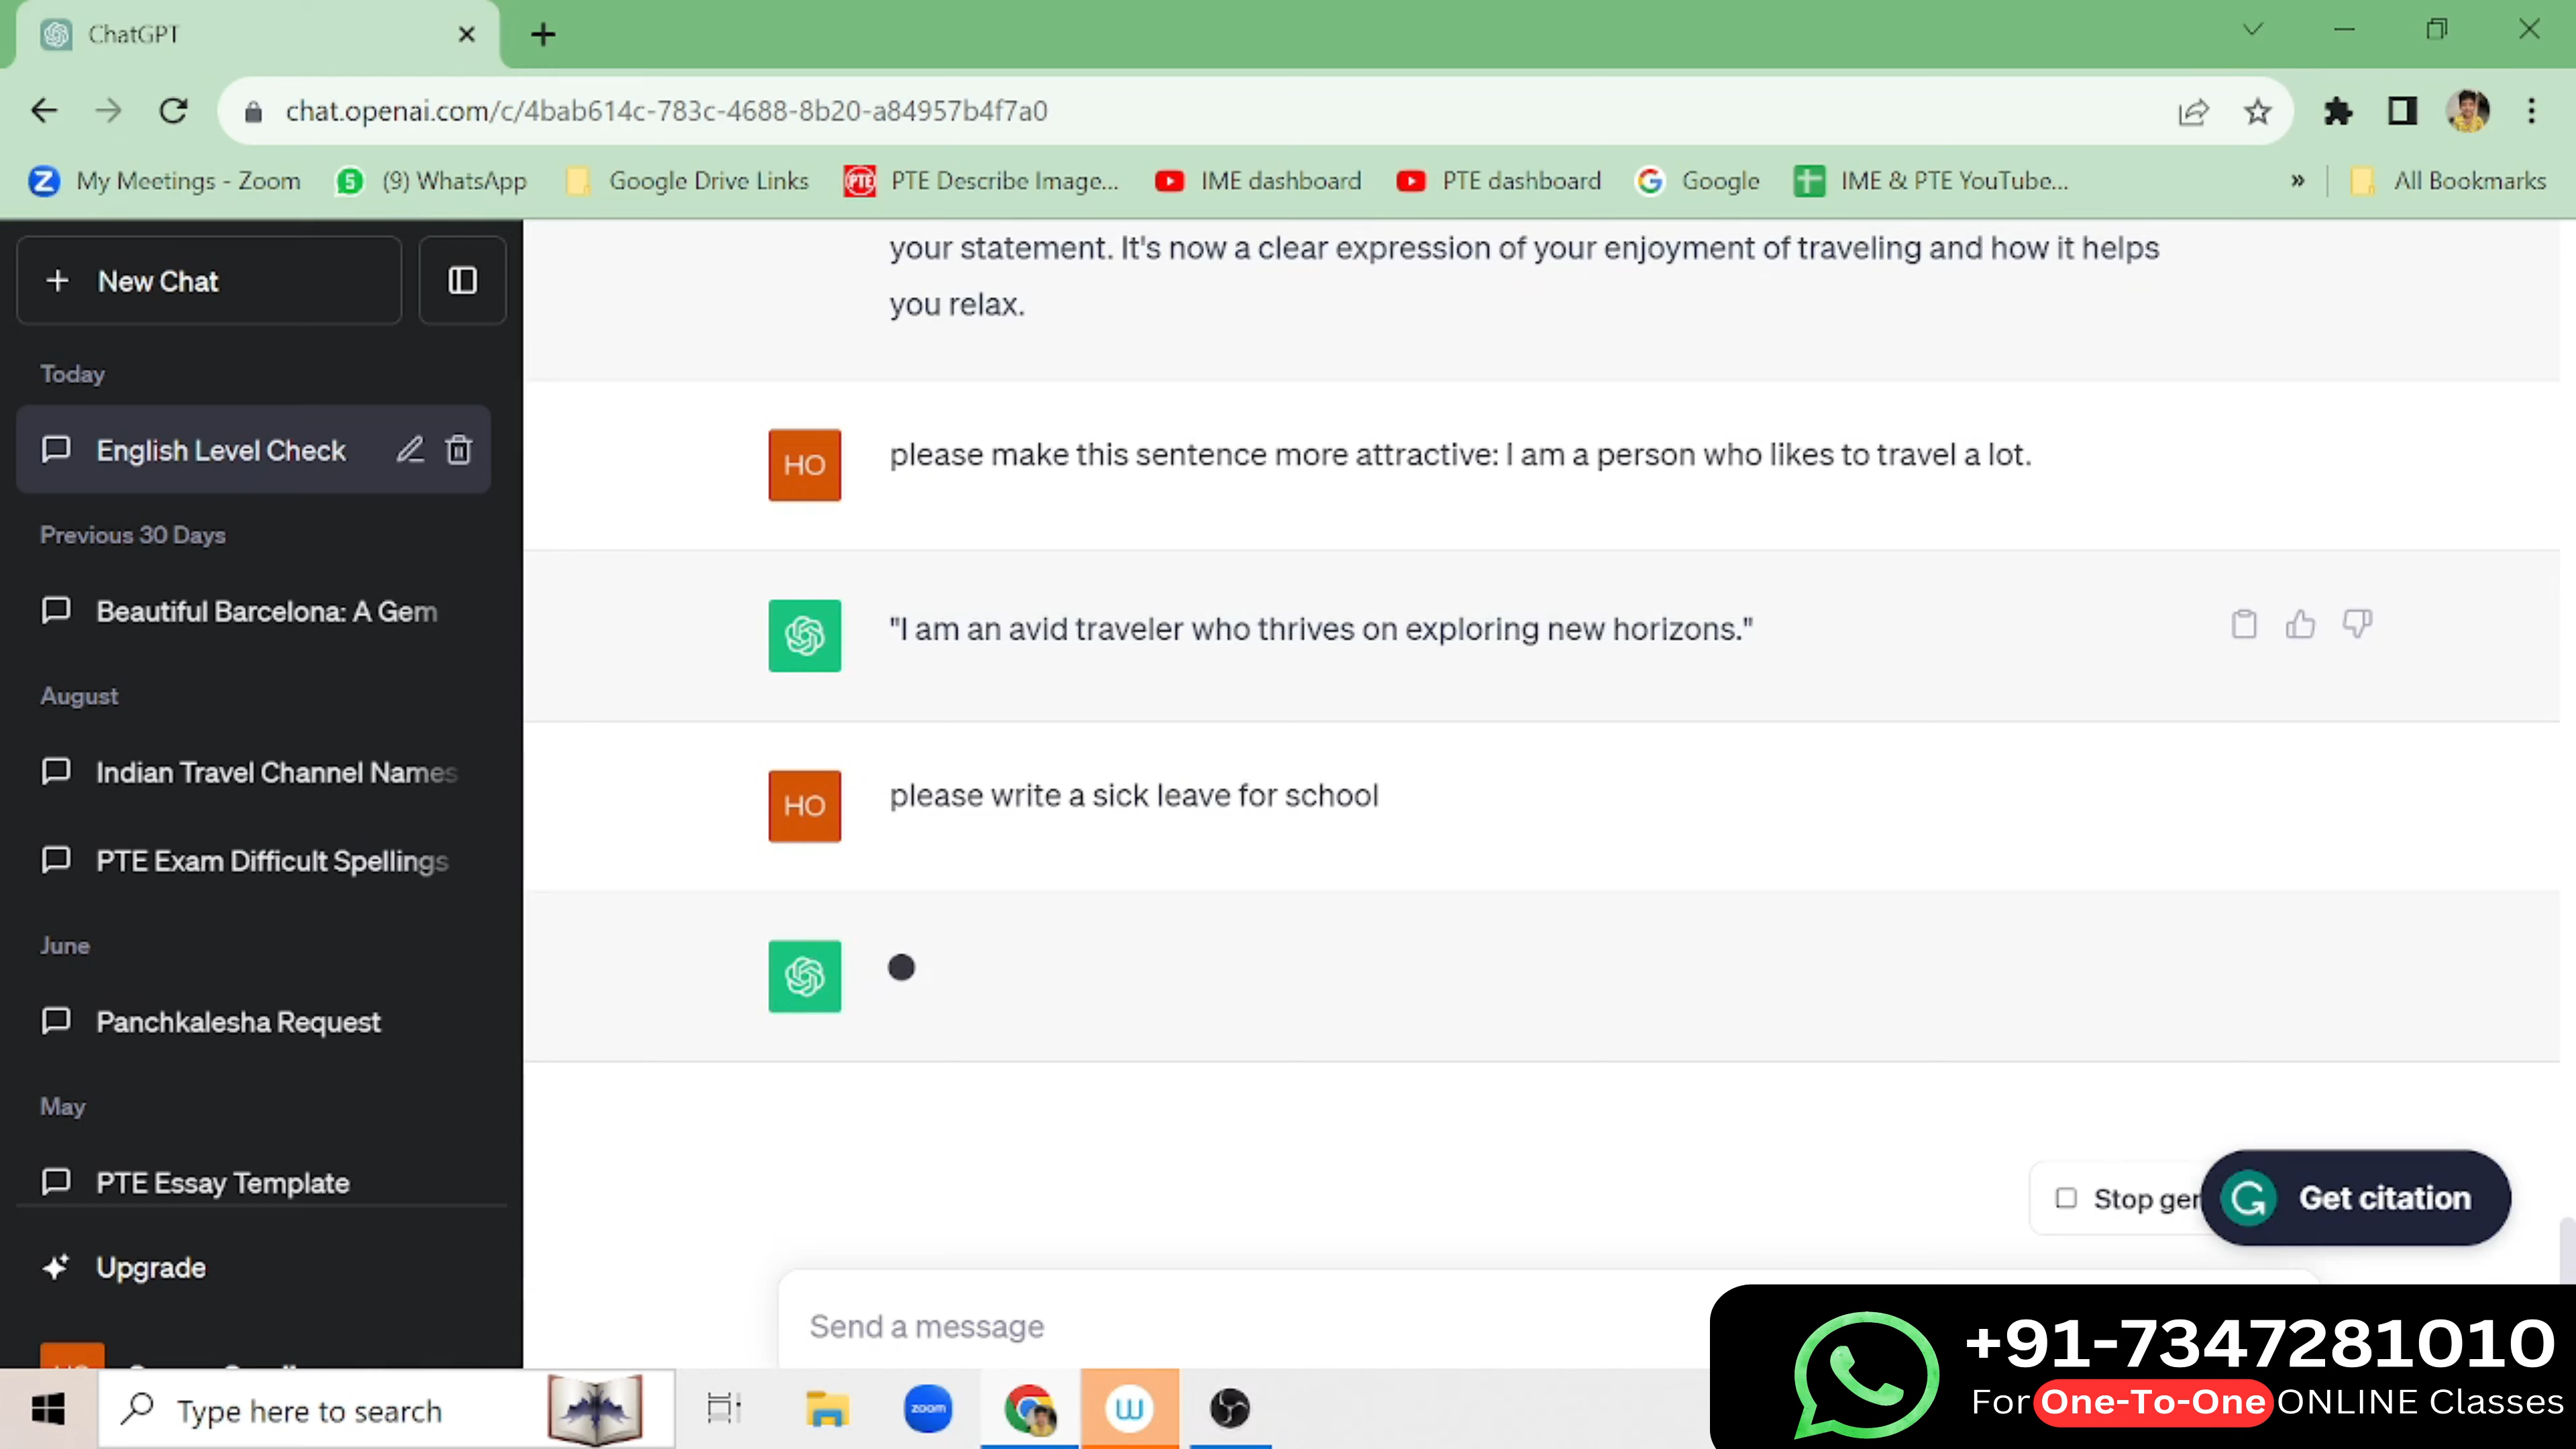 ChatGPT
chat.openai.com/c/4bab614c-783c-4688-8b20-a84957b4f7a0
My Meetings - Zoom
(9) WhatsApp
Google Drive Links
PTE
PTE Describe Image...
IME dashboard
PTE dashboard
Google
IME & PTE YouTube...
»
All Bookmarks
New Chat
Today
English Level Check
Previous 30 Days
Beautiful Barcelona: A Gem
August
Indian Travel Channel Names
PTE Exam Difficult Spellings
June
Panchkalesha Request
May
PTE Essay Template
Upgrade
your statement. It's now a clear expression of your enjoyment of traveling and how it helps
you relax.
HO
please make this sentence more attractive: I am a person who likes to travel a lot.
"I am an avid traveler who thrives on exploring new horizons."
HO
please write a sick leave for school
Stop ger
Get citation
Send a message
+91-7347281010
For One-To-One ONLINE Classes
Type here to search
zoom